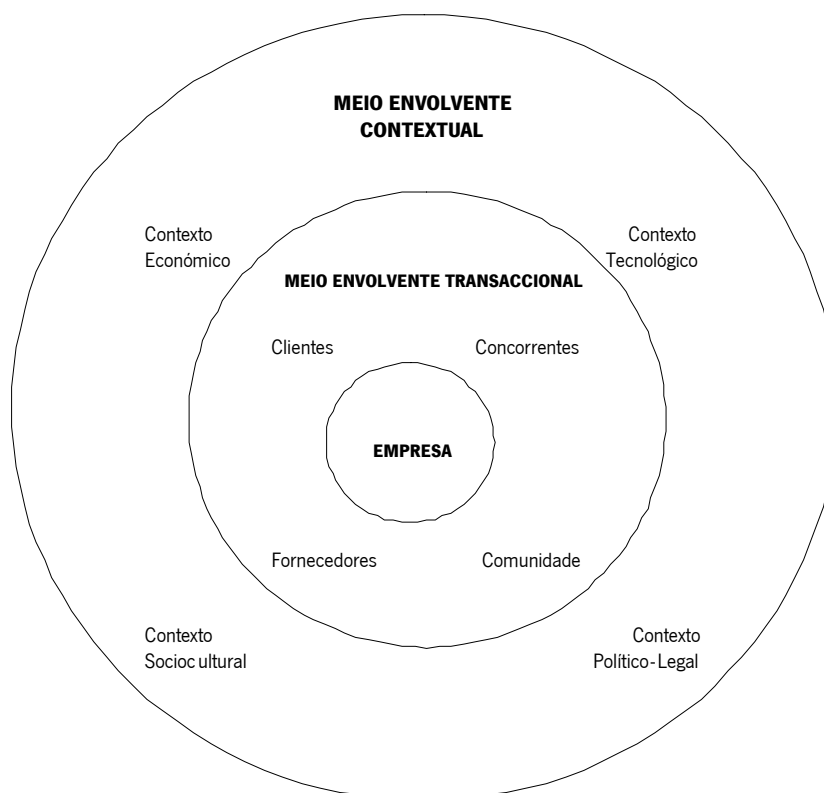 MEIO ENVOLVENTE
CONTEXTUAL
Contexto
Económico
Contexto
Tecnológico
MEIO ENVOLVENTE TRANSACCIONAL
Clientes
Concorrentes
EMPRESA
Fornecedores
Comunidade
Contexto
Sociocultural
Contexto
Político-Legal